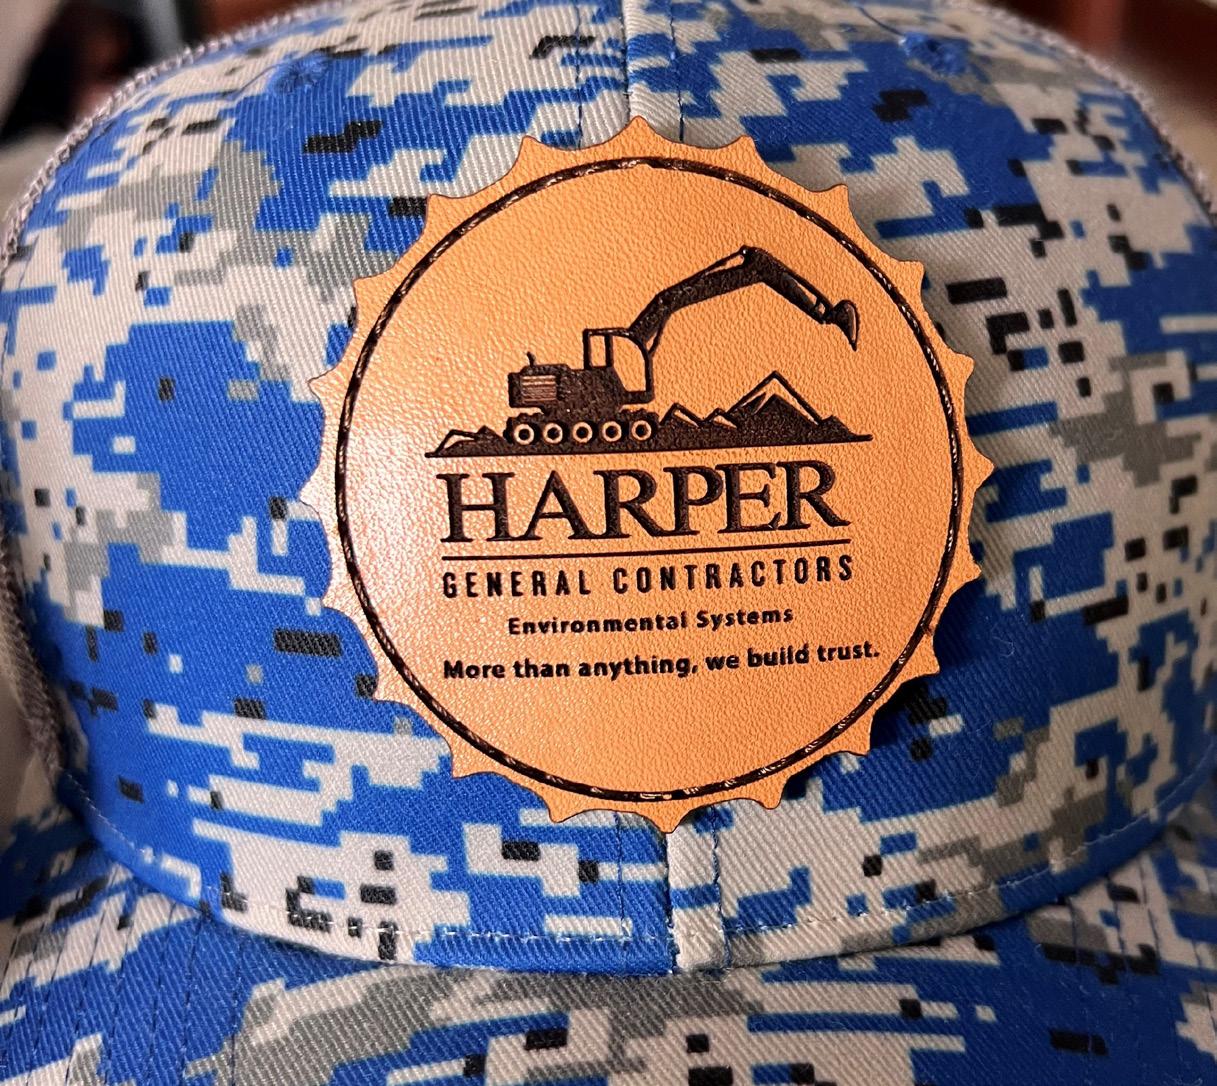 HARPER
GENERAL CONTRACTORS
Environmental Systems
More than anything, we build trust.